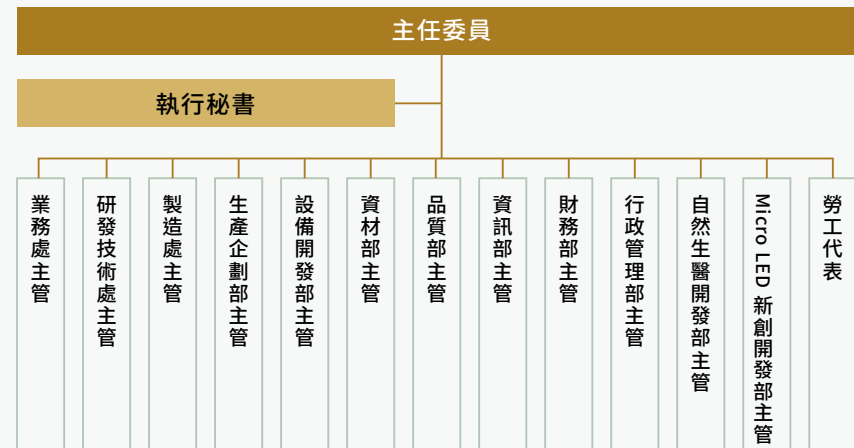 主任委員
執行秘書
業務處主管
研發技術處主管
製造處主管
生產企劃部主管
設備開發部主管
資材部主管
品質部主管
資訊部主管
財務部主管
行政管理部主管
自然生醫開發部主管
Micro LED 新創開發部主管
勞工代表